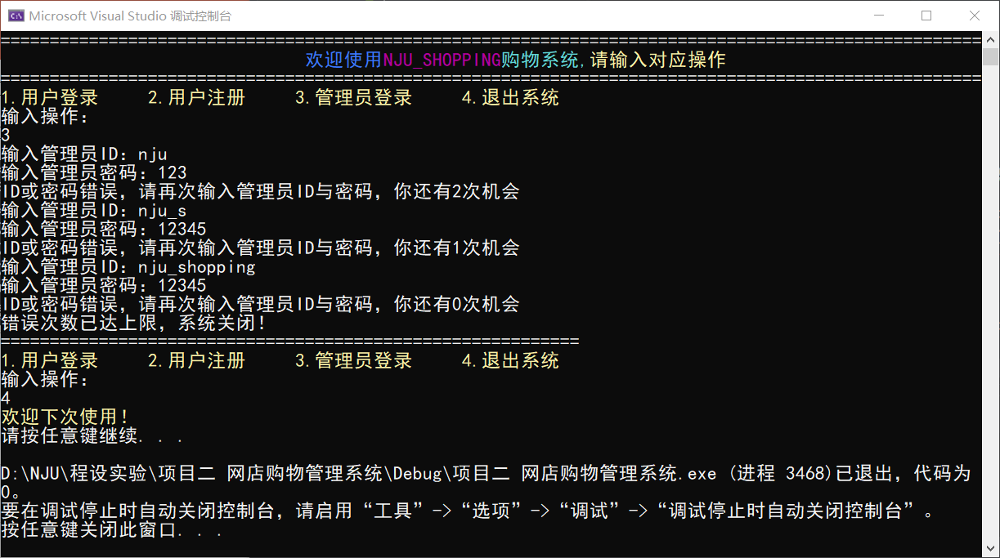 Microsoft Visual Studio 调试控制台
====================================================================================================
欢迎使用NJU_SHOPPING购物系统,请输入对应操作
====================================================================================================
1.用户登录     2.用户注册     3.管理员登录     4.退出系统
输入操作:
3
输入管理员ID：nju
输入管理员密码：123
ID或密码错误，请再次输入管理员ID与密码，你还有2次机会
输入管理员ID：nju_s
输入管理员密码：12345
ID或密码错误，请再次输入管理员ID与密码，你还有1次机会
输入管理员ID：nju_shopping
输入管理员密码：12345
ID或密码错误，请再次输入管理员ID与密码，你还有0次机会
错误次数已达上限，系统关闭！
===========================================================
1.用户登录     2.用户注册     3.管理员登录     4.退出系统
输入操作:
4
欢迎下次使用！
请按任意键继续. . .
D:\NJU\程设实验\项目二 网店购物管理系统\Debug\项目二 网店购物管理系统.exe (进程 3468)已退出，代码为
0。
要在调试停止时自动关闭控制台，请启用“工具”->“选项”->“调试”->“调试停止时自动关闭控制台”。
按任意键关闭此窗口. . .